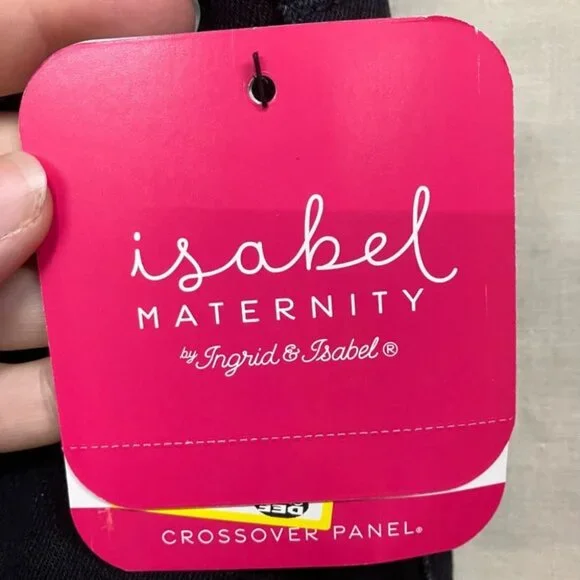 isabel
MATERNITY
by Ingrid & Isabel®
CROSSOVER PANEL®